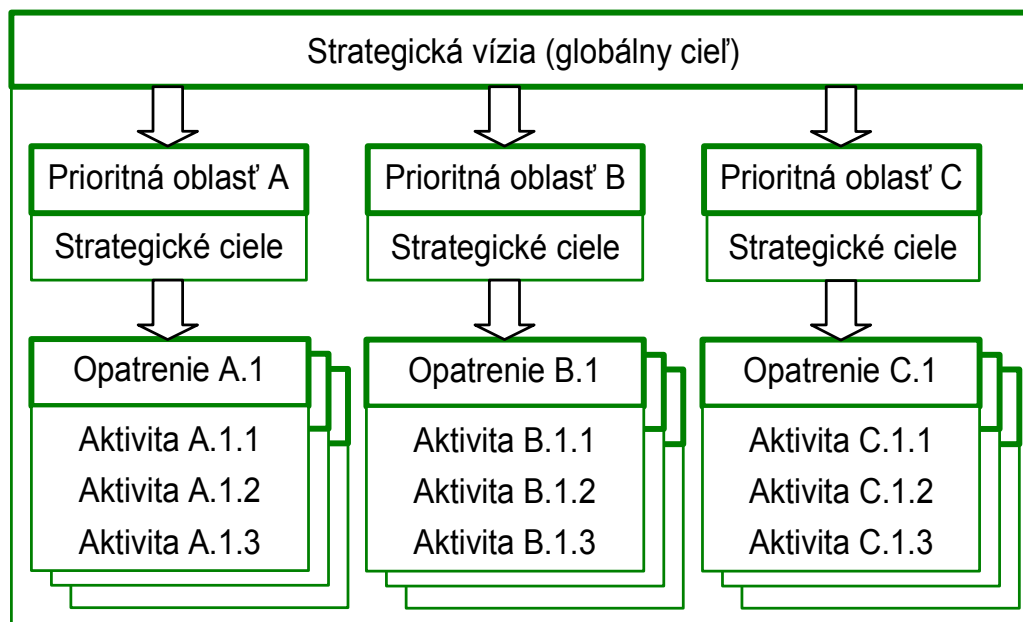 Strategická vízia (globálny cieľ)
Prioritná oblasť A
Strategické ciele
Prioritná oblasť B
Strategické ciele
Prioritná oblasť C
Strategické ciele
Opatrenie A.1
Aktivita A.1.1
Aktivita A.1.2
Aktivita A.1.3
Opatrenie B.1
Aktivita B.1.1
Aktivita B.1.2
Aktivita B.1.3
Opatrenie C.1
Aktivita C.1.1
Aktivita C.1.2
Aktivita C.1.3